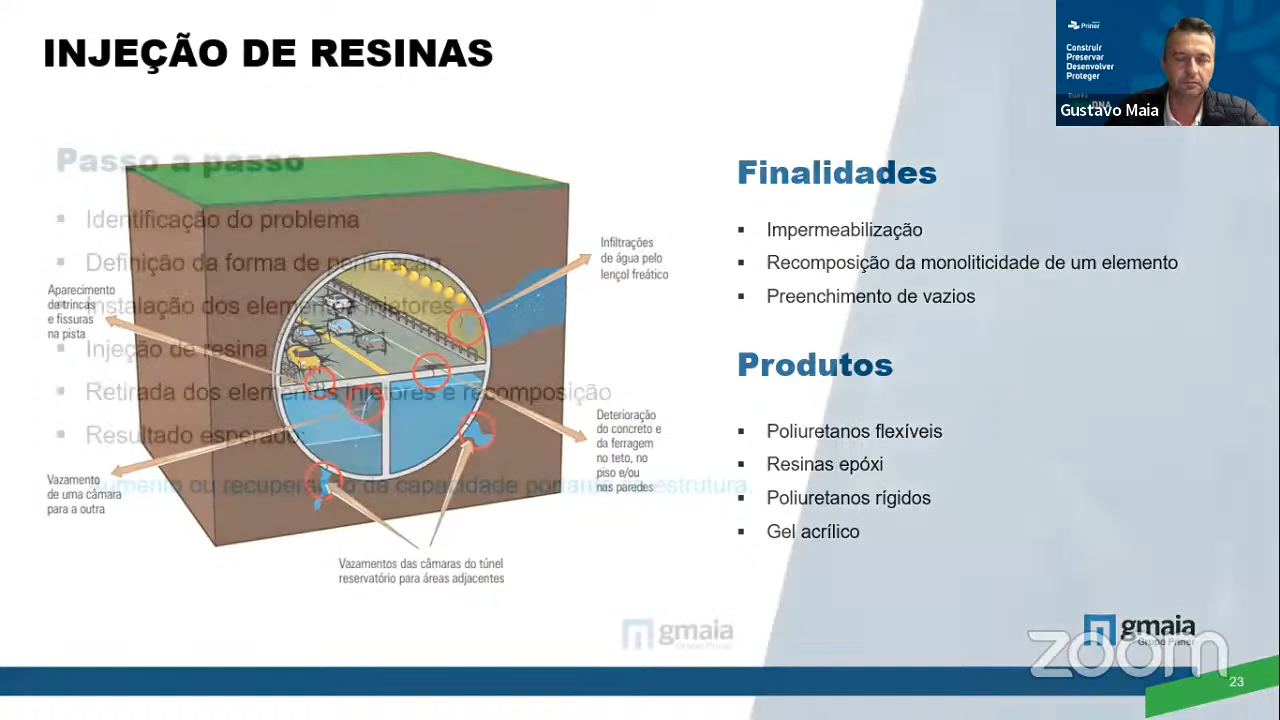 INJEÇÃO DE RESINAS
Construir
Preservar
Desenvolver
Proteger
Gustavo Maia
Passo a passo
▪ Identificação do problema
▪ Definição da forma de perfuração
▪ Instalação dos elementos injetores
▪ Injeção de resina
▪ Retirada dos elementos injetores e recomposição
▪ Resultado esperado:
Aumento ou recuperação da capacidade portante da estrutura.
Aparecimento
de trincas
e fissuras
na pista
Vazamento
de uma câmara
para a outra
Infiltrações
de água pelo
lençol freático
Deterioração
do concreto e
da ferragem
no teto, no
piso e/ou
nas paredes
Vazamentos das câmaras do túnel
reservatório para áreas adjacentes
Finalidades
▪ Impermeabilização
▪ Recomposição da monoliticidade de um elemento
▪ Preenchimento de vazios
Produtos
▪ Poliuretanos flexíveis
▪ Resinas epóxi
▪ Poliuretanos rígidos
▪ Gel acrílico
gmaia
Grupo Priner
gmaia
Grupo Priner
zoom
23